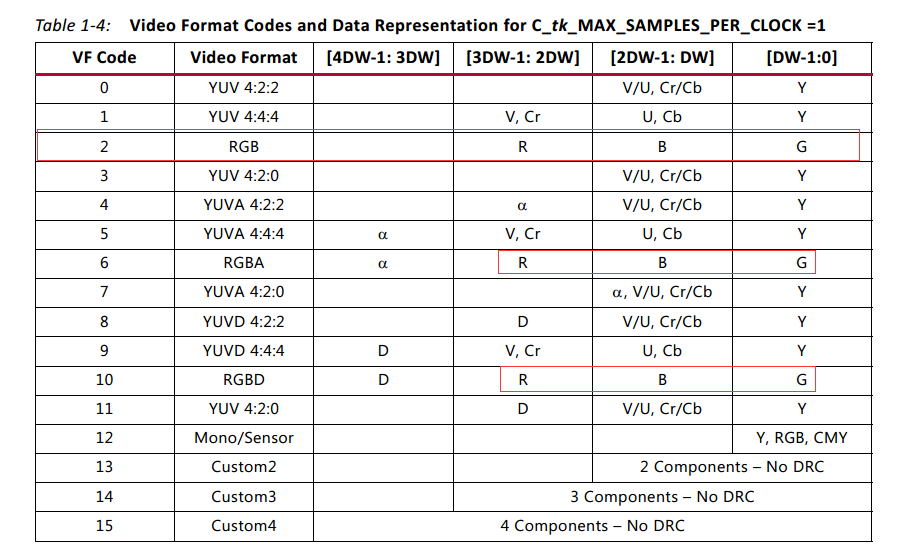 Table 1-4: Video Format Codes and Data Representation for C_tk_MAX_SAMPLES_PER_CLOCK =1
VF Code Video Format [4DW-1: 3DW] [3DW-1: 2DW] [2DW-1: DW] [DW-1:0]
0 YUV 4:2:2 V/U, Cr/Cb Y
1 YUV 4:4:4 V, Cr U, Cb Y
2 RGB R B G
3 YUV 4:2:0 V/U, Cr/Cb Y
4 YUVA 4:2:2 α V/U, Cr/Cb Y
5 YUVA 4:4:4 α V, Cr U, Cb Y
6 RGBA α R B G
7 YUVA 4:2:0 α, V/U, Cr/Cb Y
8 YUVD 4:2:2 D V/U, Cr/Cb Y
9 YUVD 4:4:4 D V, Cr U, Cb Y
10 RGBD D R B G
11 YUV 4:2:0 D V/U, Cr/Cb Y
12 Mono/Sensor Y, RGB, CMY
13 Custom2 2 Components – No DRC
14 Custom3 3 Components – No DRC
15 Custom4 4 Components – No DRC